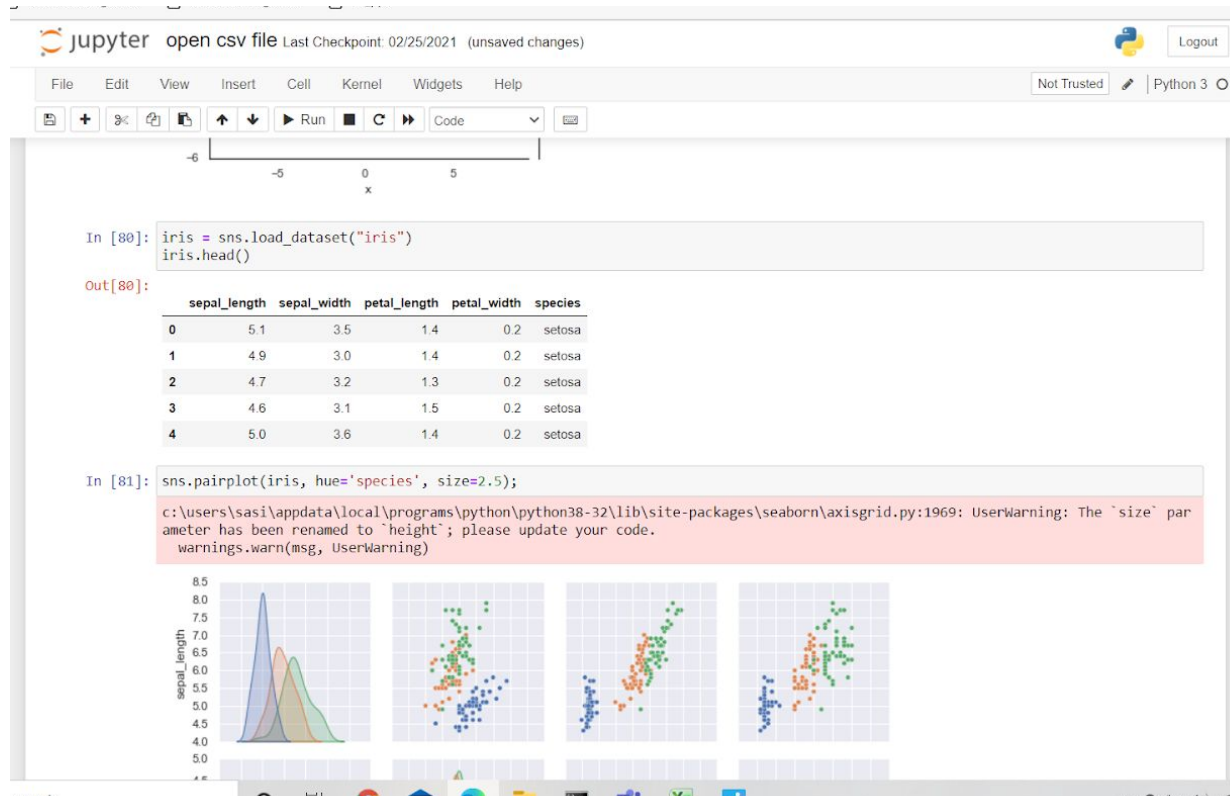 jupyter open csv file Last Checkpoint: 02/25/2021 (unsaved changes) Logout
File Edit View Insert Cell Kernel Widgets Help Not Trusted Python 3
Run Code
-6
-5 0 5
x
In [80]: iris = sns.load_dataset("iris")
iris.head()
Out[80]:
sepal_length sepal_width petal_length petal_width species
0 5.1 3.5 1.4 0.2 setosa
1 4.9 3.0 1.4 0.2 setosa
2 4.7 3.2 1.3 0.2 setosa
3 4.6 3.1 1.5 0.2 setosa
4 5.0 3.6 1.4 0.2 setosa
In [81]: sns.pairplot(iris, hue='species', size=2.5);
c:\users\sasi\appdata\local\programs\python\python38-32\lib\site-packages\seaborn\axisgrid.py:1969: UserWarning: The `size` par
ameter has been renamed to `height`; please update your code.
warnings.warn(msg, UserWarning)
8.5
8.0
7.5
7.0
6.5
6.0
5.5
5.0
4.5
4.0
sepal_length
5.0